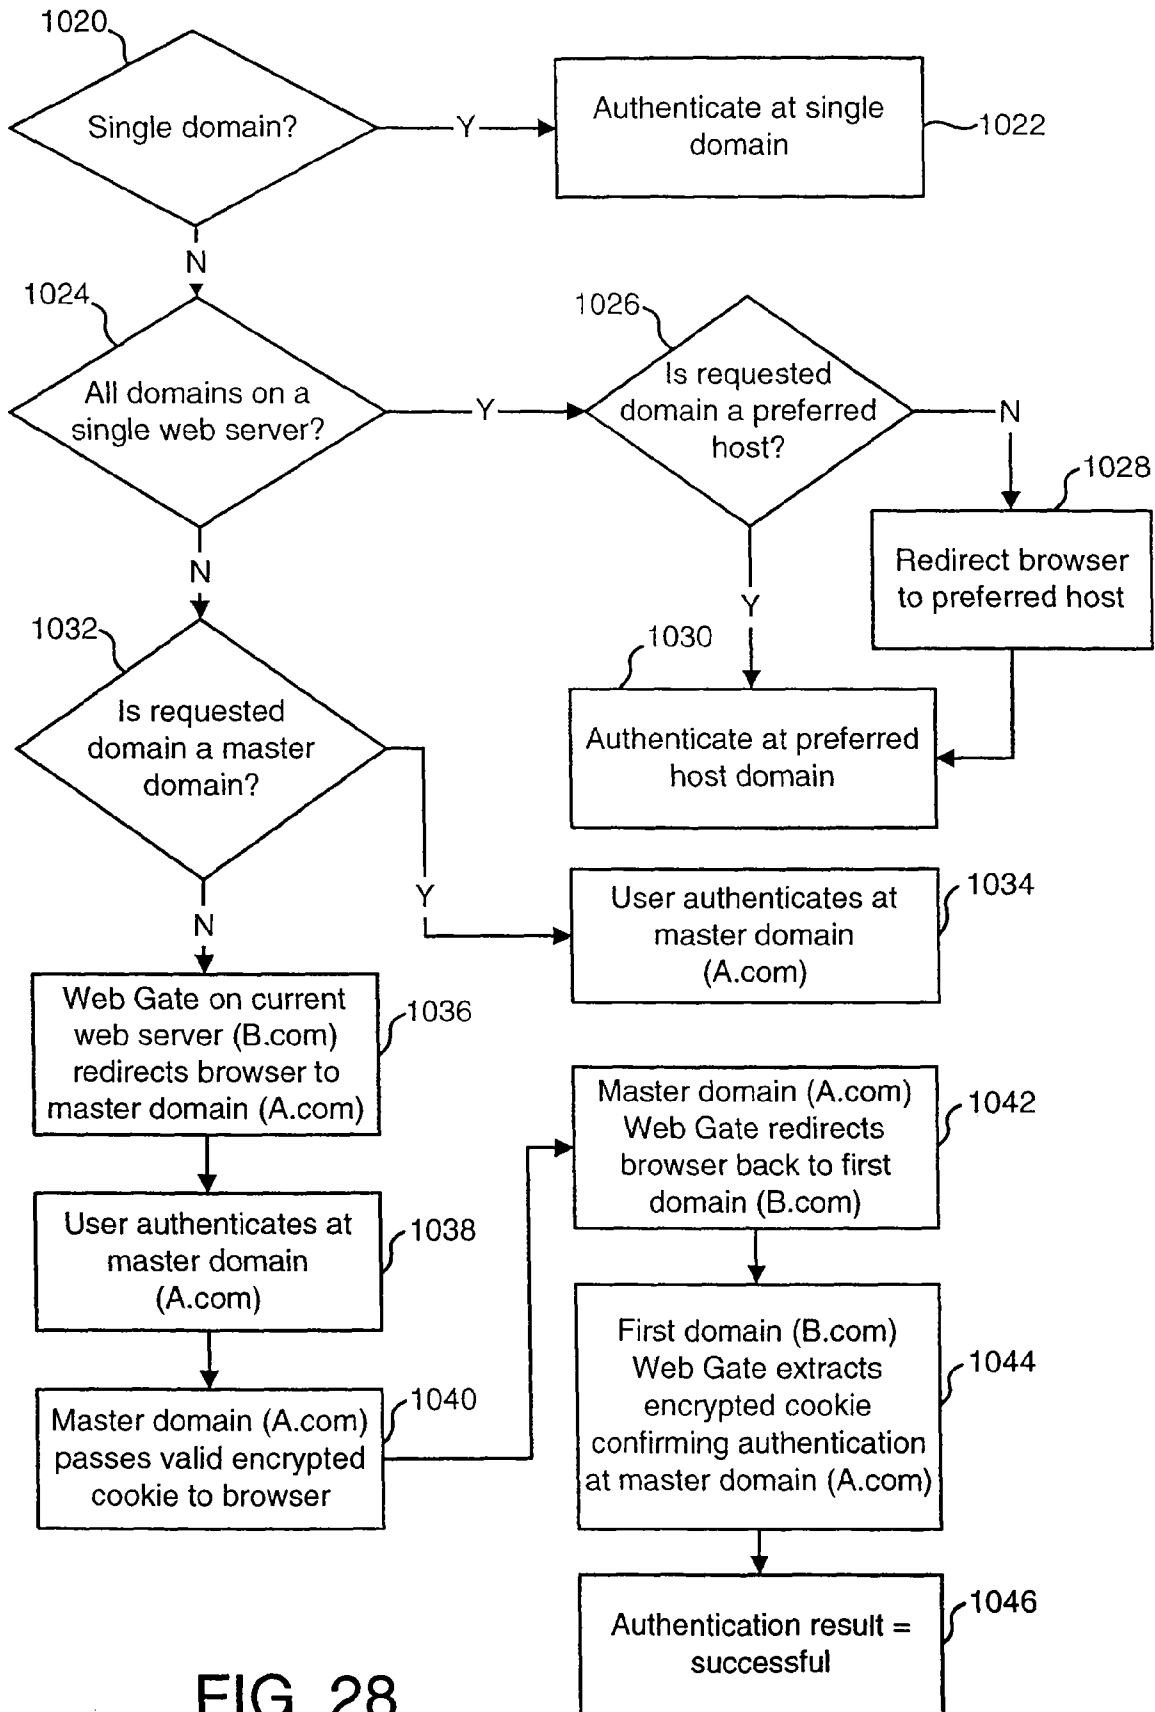 1020
Single domain?
Y
Authenticate at single
domain
1022
N
1024
All domains on a
single web server?
Y
1026
Is requested
domain a preferred
host?
N
1028
Redirect browser
to preferred host
Y
1030
Authenticate at preferred
host domain
N
1032
Is requested
domain a master
domain?
Y
1034
User authenticates at
master domain
(A.com)
N
Web Gate on current
web server (B.com)
redirects browser to
master domain (A.com)
1036
User authenticates at
master domain
(A.com)
1038
Master domain (A.com)
passes valid encrypted
cookie to browser
1040
Master domain (A.com)
Web Gate redirects
browser back to first
domain (B.com)
1042
First domain (B.com)
Web Gate extracts
encrypted cookie
confirming authentication
at master domain (A.com)
1044
Authentication result =
successful
1046
FIG. 28